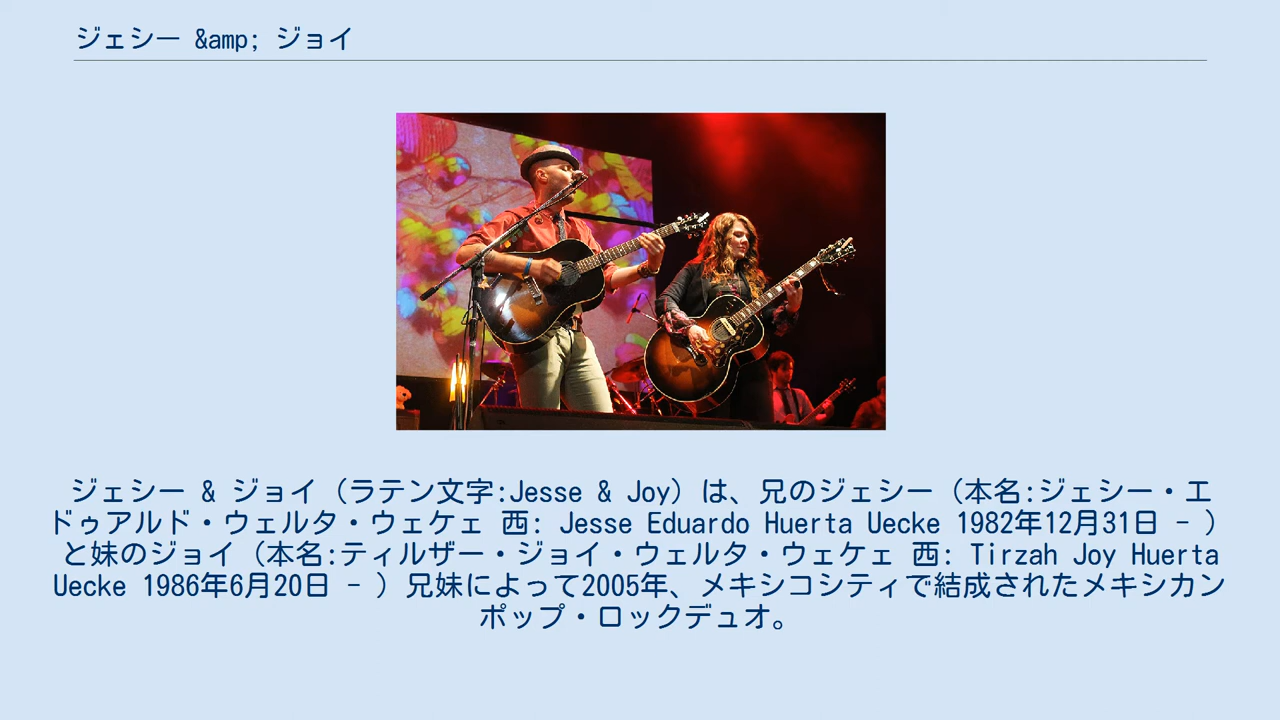 ジェシー &amp; ジョイ
ジェシー & ジョイ（ラテン文字:Jesse & Joy）は、兄のジェシー（本名:ジェシー・エ
ドゥアルド・ウェルタ・ウェケェ 西: Jesse Eduardo Huerta Uecke 1982年12月31日 - ）
と妹のジョイ（本名:ティルザー・ジョイ・ウェルタ・ウェケェ 西: Tirzah Joy Huerta
Uecke 1986年6月20日 - ）兄妹によって2005年、メキシコシティで結成されたメキシカン
ポップ・ロックデュオ。